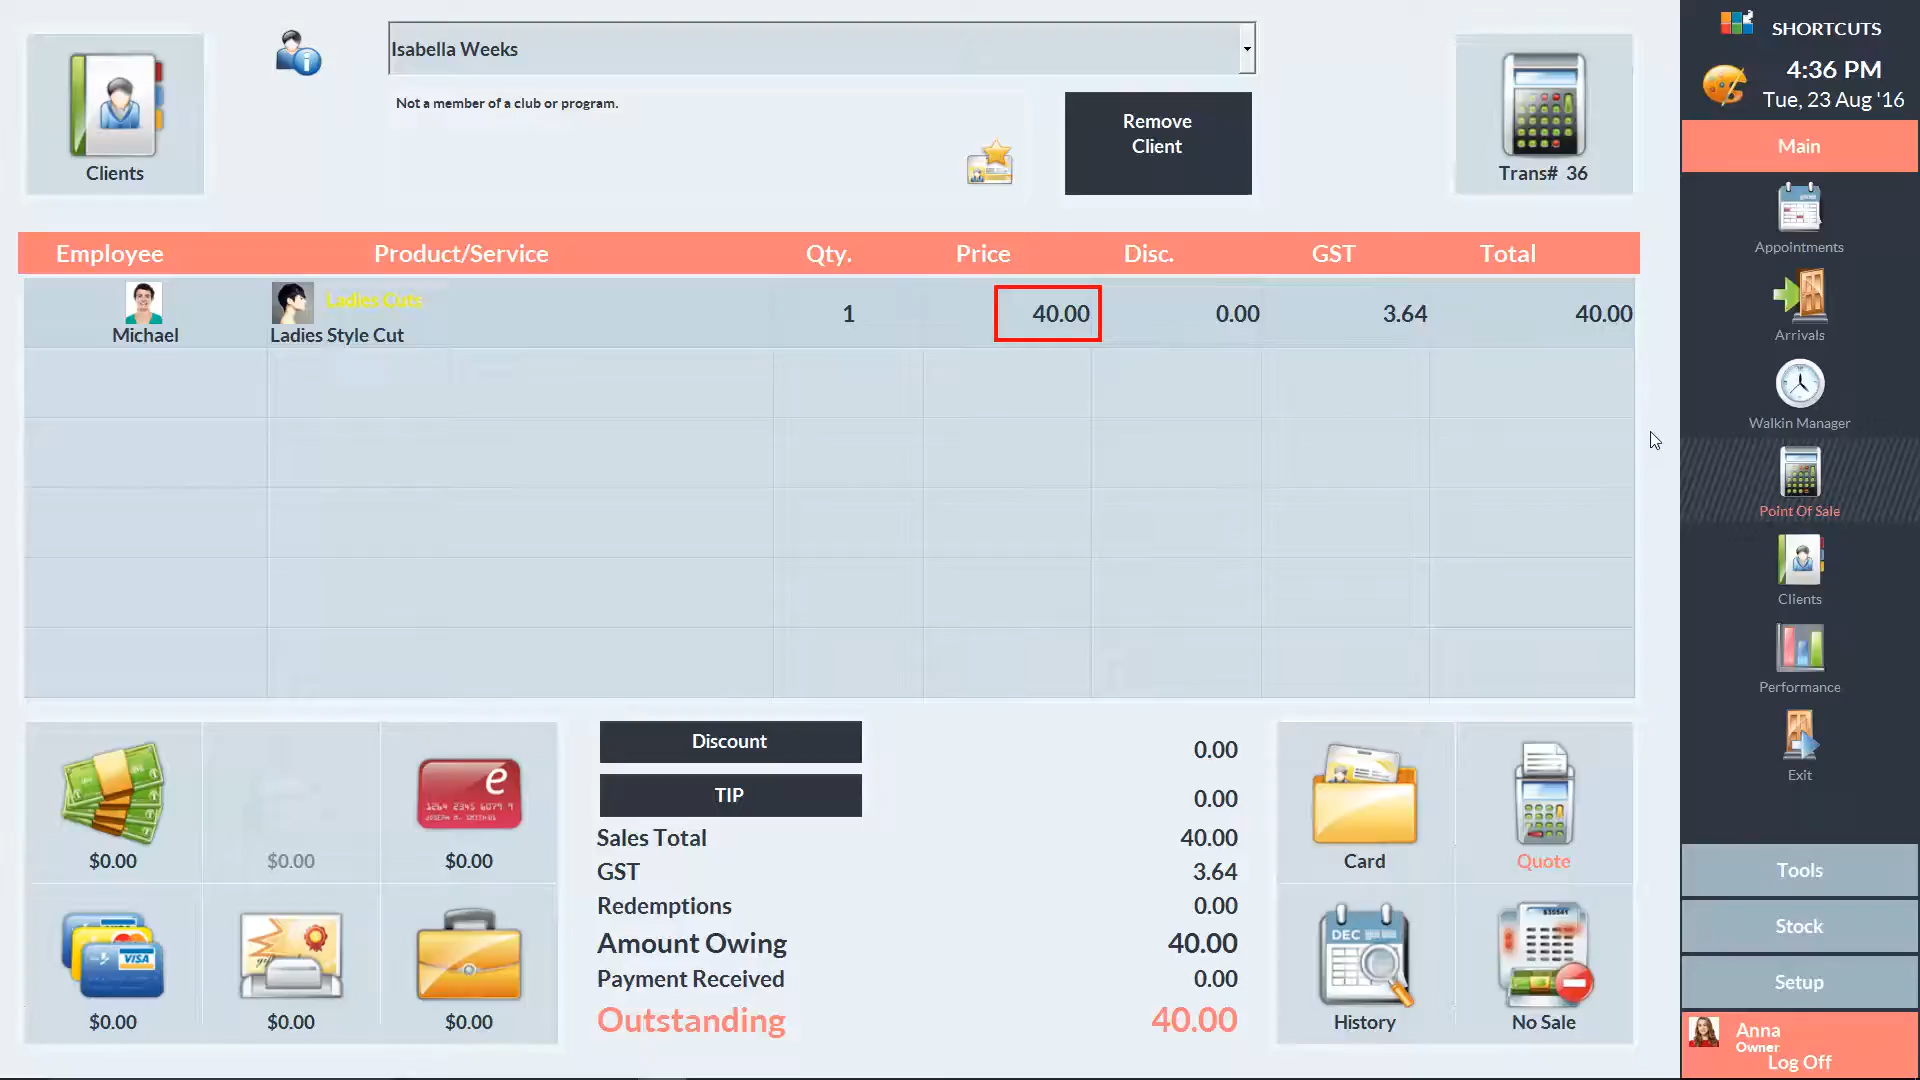 Isabella Weeks
Not a member of a club or program.
Remove
Client
Clients
Trans# 36
Employee Product/Service Qty. Price Disc. GST Total
Ladies Cuts
Michael Ladies Style Cut 1 40.00 0.00 3.64 40.00
$0.00 $0.00 $0.00
$0.00 $0.00 $0.00
VISA
Discount 0.00
TIP 0.00
Sales Total 40.00
GST 3.64
Redemptions 0.00
Amount Owing 40.00
Payment Received 0.00
Outstanding 40.00
Card
Quote
DEC
History
No Sale
SHORTCUTS
4:36 PM
Tue, 23 Aug '16
Main
Appointments
Arrivals
Walkin Manager
Point Of Sale
Clients
Performance
Exit
Tools
Stock
Setup
Anna
Owner
Log Off